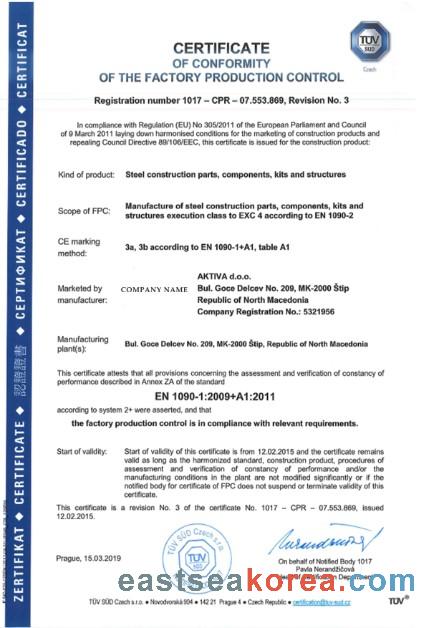 CERTIFICATE
OF CONFORMITY
OF THE FACTORY PRODUCTION CONTROL
TÜV
SÜD
Czech
Registration number 1017 – CPR – 07.553.869, Revision No. 3
In compliance with Regulation (EU) No 305/2011 of the European Parliament and Council
of 9 March 2011 laying down harmonised conditions for the marketing of construction products and
repealing Council Directive 89/106/EEC, this certificate is issued for the construction product:
Kind of product: Steel construction parts, components, kits and structures
Scope of FPC: Manufacture of steel construction parts, components, kits and
structures execution class to EXC 4 according to EN 1090-2
CE marking
method: 3a, 3b according to EN 1090-1+A1, table A1
AKTIVA d.o.o.
Marketed by COMPANY NAME Bul. Goce Delcev No. 209, MK-2000 Štip
manufacturer: Republic of North Macedonia
Company Registration No.: 5321956
Manufacturing
plant(s): Bul. Goce Delcev No. 209, MK-2000 Štip, Republic of North Macedonia
This certificate attests that all provisions concerning the assessment and verification of constancy of
performance described in Annex ZA of the standard
EN 1090-1:2009+A1:2011
according to system 2+ were asserted, and that
the factory production control is in compliance with relevant requirements.
Start of validity: Start of validity of this certificate is from 12.02.2015 and the certificate remains
valid as long as the harmonized standard, construction product, procedures of
assessment and verification of constancy of performance and/or the
manufacturing conditions in the plant are not modified significantly or if the
notified body for certificate of FPC does not suspend or terminate validity of this
certificate.
This certificate is a revision No. 3 of the certificate No. 1017 – CPR – 07.553.869, issued
12.02.2015.
TÜV SÜD Czech s.r.o.
TÜV
Prague, 15.03.2019
On behalf of Notified Body 1017
Pavla Nerandžičová
Head of Certification Department
eastseakorea.com
TÜV SÜD Czech s.r.o. ● Novodvorská 994 ● 142 21 Prague 4 ● Czech Republic ● certification@tuv-sud.cz
TÜV®
ZERTIFIKAT ◆ CERTIFICATE ◆ 認證證書 ◆ СЕРТИФИКАТ ◆ CERTIFICADO ◆ CERTIFICAT